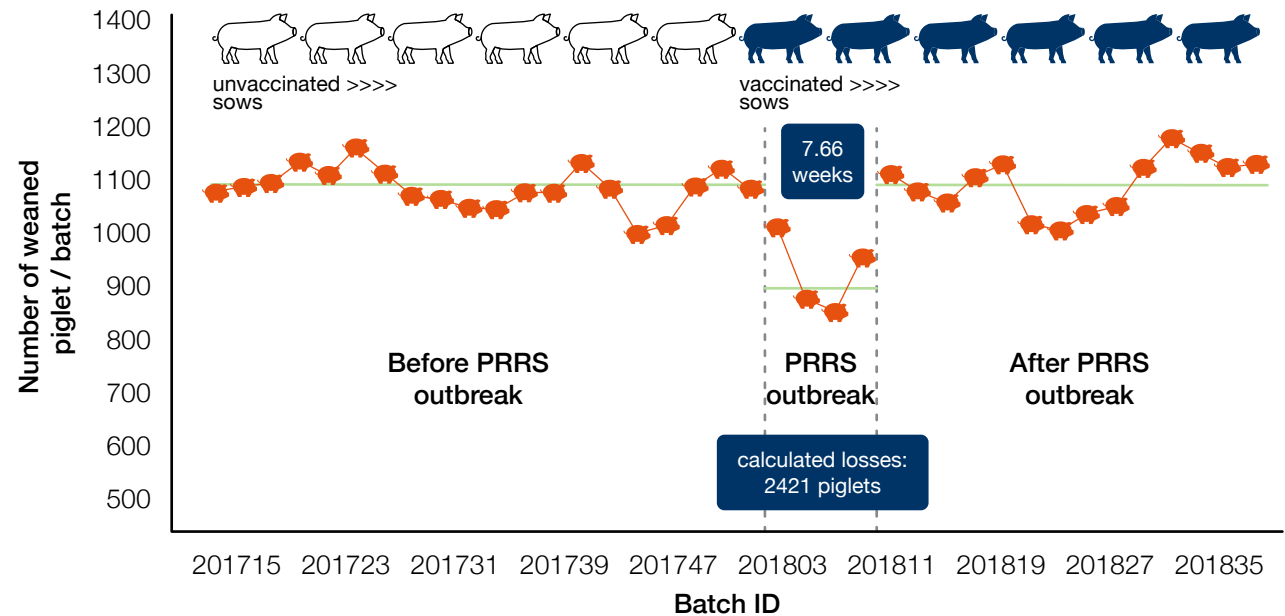 1400
1300
1200
1100
1000
900
800
700
600
500
Number of weaned
piglet / batch
unvaccinated >>>>
sows
vaccinated >>>>
sows
7.66
weeks
Before PRRS
outbreak
PRRS
outbreak
After PRRS
outbreak
calculated losses:
2421 piglets
201715 201723 201731 201739 201747 201803 201811 201819 201827 201835
Batch ID